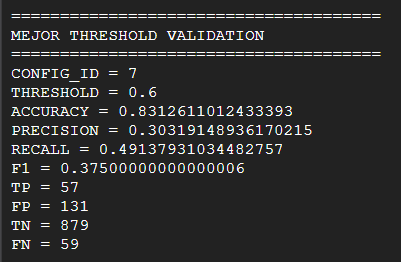 =====================================
MEJOR THRESHOLD VALIDATION
=====================================
CONFIG_ID = 7
THRESHOLD = 0.6
ACCURACY = 0.8312611012433393
PRECISION = 0.30319148936170215
RECALL = 0.49137931034482757
F1 = 0.37500000000000006
TP = 57
FP = 131
TN = 879
FN = 59